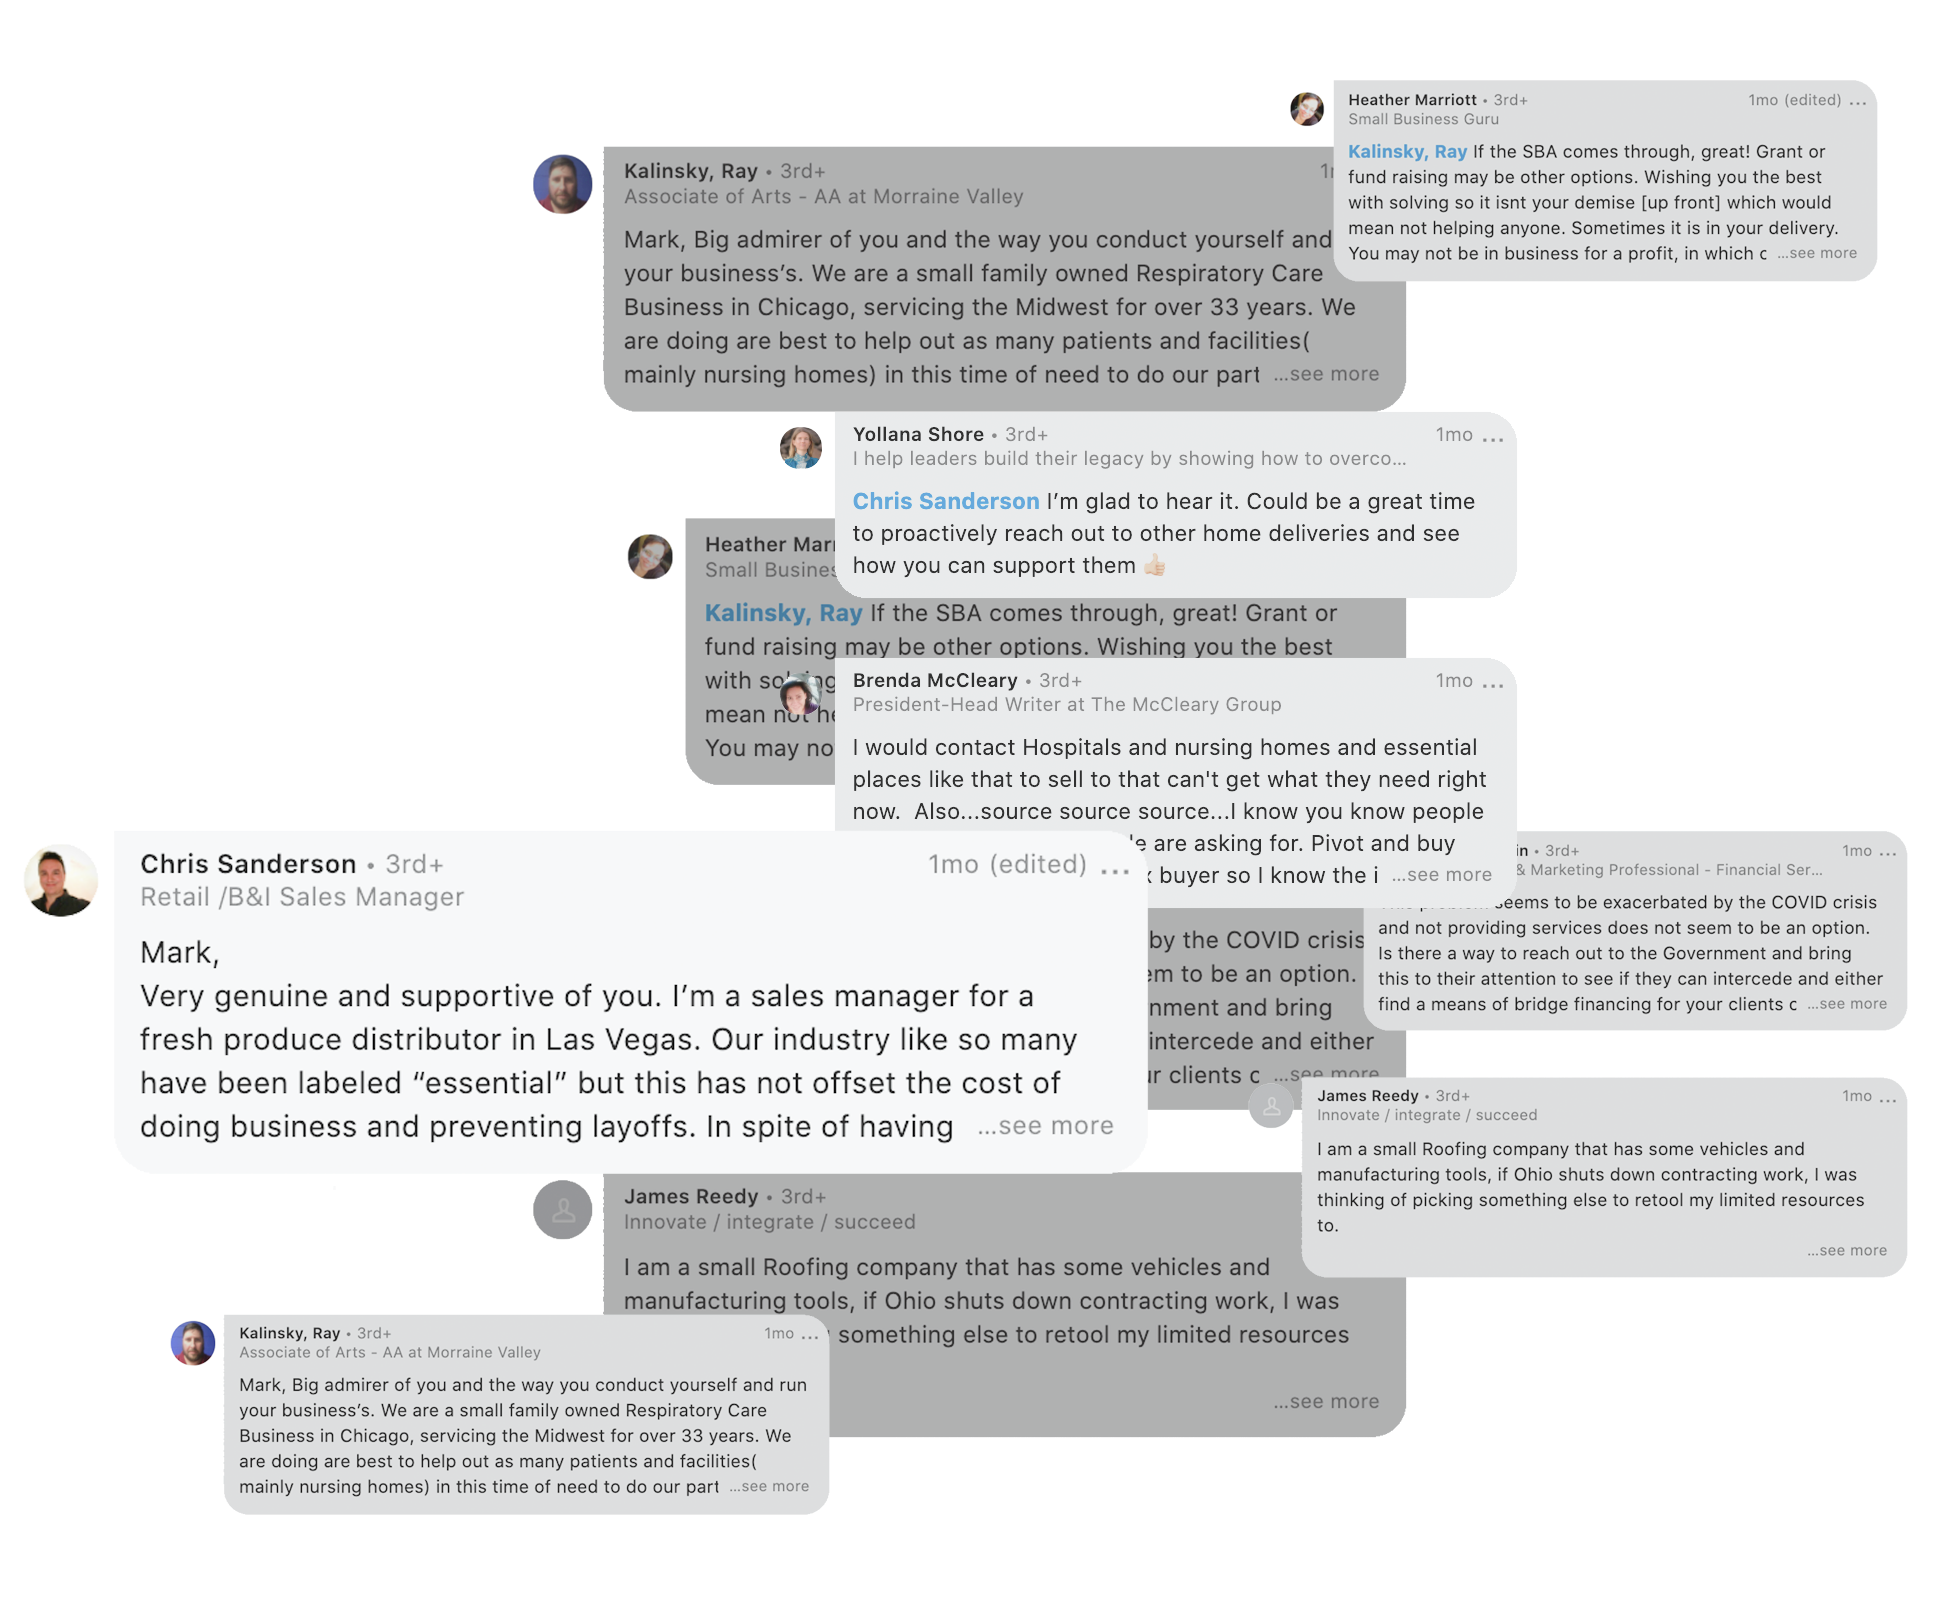 Heather Marriott • 3rd+ 1mo (edited) ...
Small Business Guru
Kalinsky, Ray If the SBA comes through, great! Grant or
fund raising may be other options. Wishing you the best
with solving so it isnt your demise [up front] which would
mean not helping anyone. Sometimes it is in your delivery.
You may not be in business for a profit, in which c ...see more
Kalinsky, Ray • 3rd+
Associate of Arts - AA at Morraine Valley
Mark, Big admirer of you and the way you conduct yourself and
your business’s. We are a small family owned Respiratory Care
Business in Chicago, servicing the Midwest for over 33 years. We
are doing are best to help out as many patients and facilities(
mainly nursing homes) in this time of need to do our part ...see more
Yollana Shore • 3rd+ 1mo ...
I help leaders build their legacy by showing how to overco...
Chris Sanderson I’m glad to hear it. Could be a great time
to proactively reach out to other home deliveries and see
how you can support them 👍🏻
Heather
Small
Kalinsky, Ray If the SBA comes through, great! Grant or
fund raising may be other options. Wishing you the best
with
mean not
You may no
Brenda McCleary • 3rd+ 1mo ...
President-Head Writer at The McCleary Group
I would contact Hospitals and nursing homes and essential
places like that to sell to that can't get what they need right
now.  Also...source source source...I know you know people
are asking for. Pivot and buy
buyer so I know the i ...see more
Chris Sanderson • 3rd+ 1mo (edited) ...
Retail /B&I Sales Manager
Mark,
Very genuine and supportive of you. I’m a sales manager for a
fresh produce distributor in Las Vegas. Our industry like so many
have been labeled “essential” but this has not offset the cost of
doing business and preventing layoffs. In spite of having ...see more
in • 3rd+ 1mo ...
& Marketing Professional - Financial Ser...
seems to be exacerbated by the COVID crisis
and not providing services does not seem to be an option.
Is there a way to reach out to the Government and bring
this to their attention to see if they can intercede and either
find a means of bridge financing for your clients c ...see more
by the COVID crisis
em to be an option.
nment and bring
intercede and either
clients c ...see more
James Reedy • 3rd+ 1mo ...
Innovate / integrate / succeed
I am a small Roofing company that has some vehicles and
manufacturing tools, if Ohio shuts down contracting work, I was
thinking of picking something else to retool my limited resources
to.
...see more
James Reedy • 3rd+
Innovate / integrate / succeed
I am a small Roofing company that has some vehicles and
manufacturing tools, if Ohio shuts down contracting work, I was
something else to retool my limited resources
...see more
Kalinsky, Ray • 3rd+ 1mo ...
Associate of Arts - AA at Morraine Valley
Mark, Big admirer of you and the way you conduct yourself and run
your business’s. We are a small family owned Respiratory Care
Business in Chicago, servicing the Midwest for over 33 years. We
are doing are best to help out as many patients and facilities(
mainly nursing homes) in this time of need to do our part ...see more